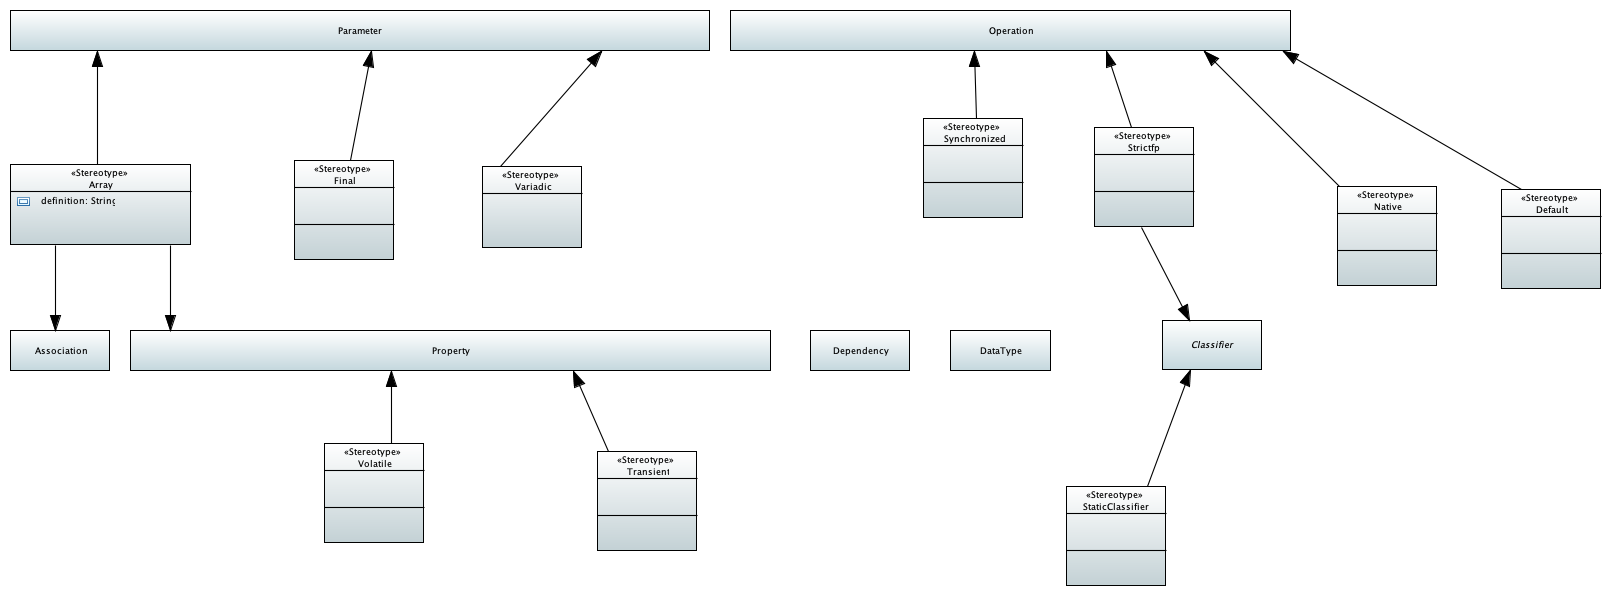 Parameter
Operation
«Stereotype»
Array
definition: String
«Stereotype»
Final
«Stereotype»
Variadic
«Stereotype»
Synchronized
«Stereotype»
Strictfp
«Stereotype»
Native
«Stereotype»
Default
Association
Property
Dependency
DataType
Classifier
«Stereotype»
Volatile
«Stereotype»
Transient
«Stereotype»
StaticClassifier